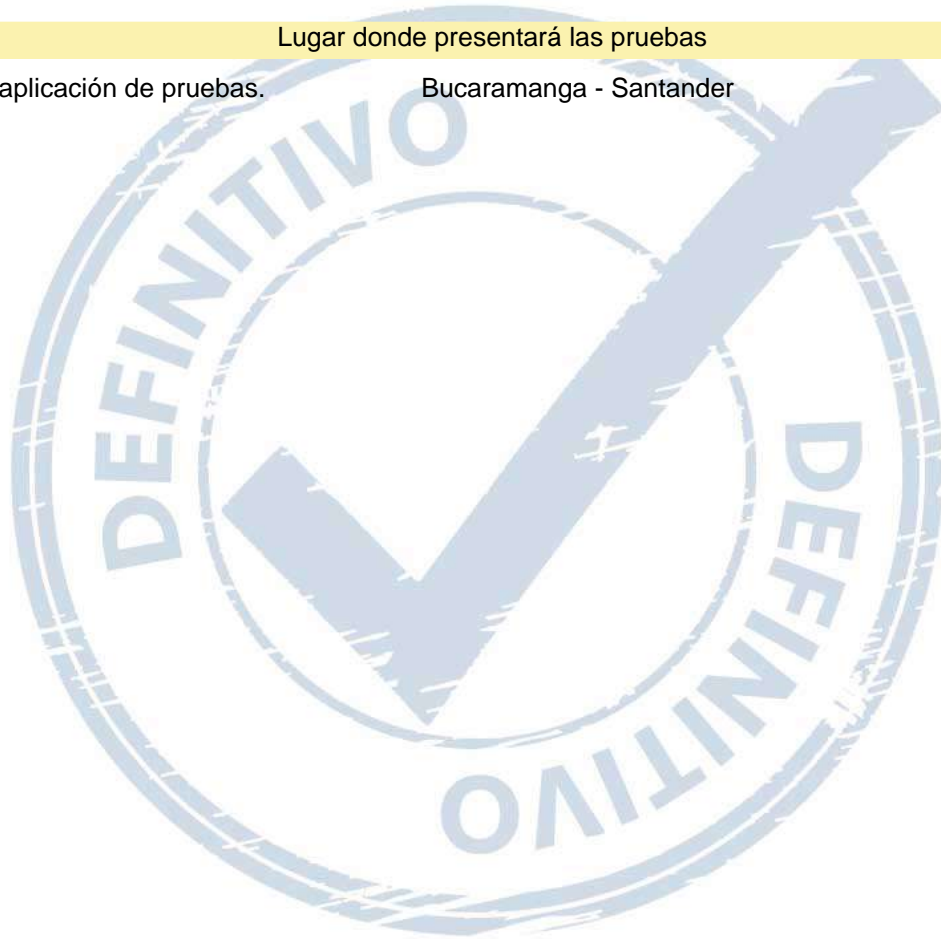 Lugar donde presentará las pruebas
aplicación de pruebas. Bucaramanga - Santander
DEFINITIVO
DEFINITIVO